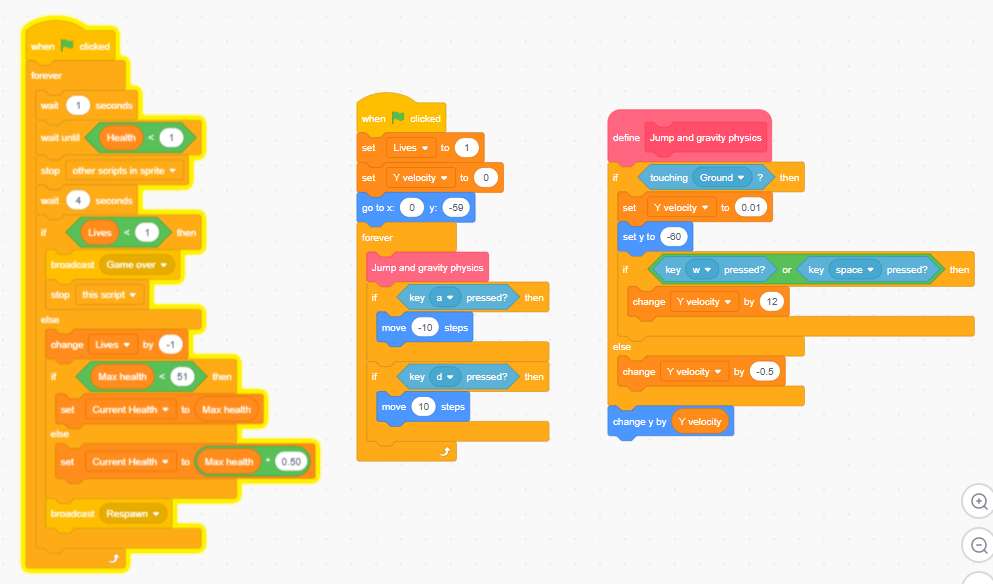 when clicked
forever
wait 1 seconds
wait until Health < 1
stop other scripts in sprite
wait 4 seconds
if Lives < 1 then
broadcast Game over
stop this script
else
change Lives by -1
if Max health < 51 then
set Current Health to Max health
else
set Current Health to Max health * 0.50
broadcast Respawn
when clicked
set Lives to 1
set Y velocity to 0
go to x: 0 y: -59
forever
Jump and gravity physics
if key a pressed? then
move -10 steps
if key d pressed? then
move 10 steps
define Jump and gravity physics
if touching Ground ? then
set Y velocity to 0.01
set y to -60
if key w pressed? or key space pressed? then
change Y velocity by 12
else
change Y velocity by -0.5
change y by Y velocity